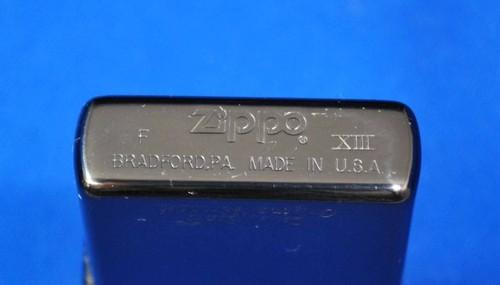 Zippo®
F XIII
BRADFORD.PA. MADE IN U.S.A.